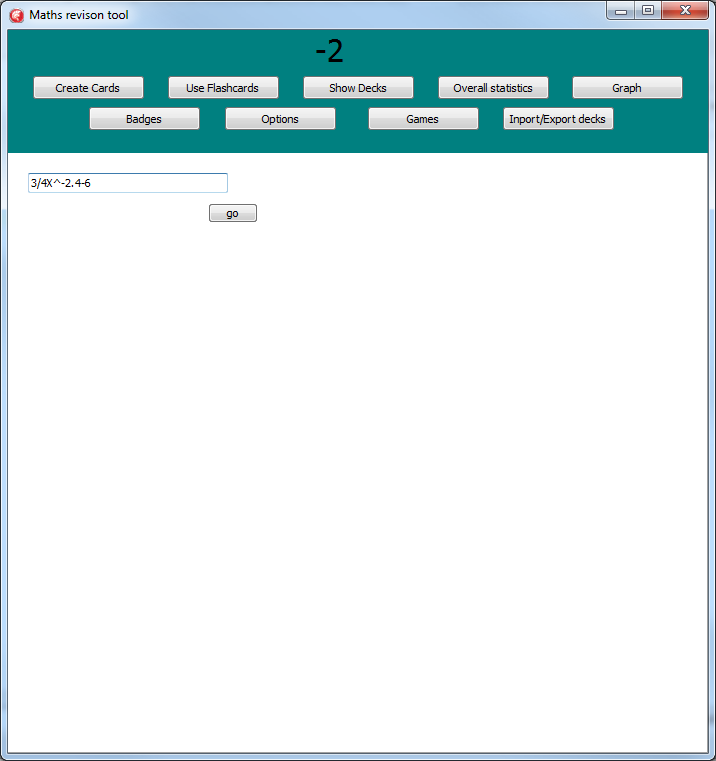 Maths revison tool
-2
Create Cards Use Flashcards Show Decks Overall statistics Graph
Badges Options Games Inport/Export decks
3/4X^-2.4-6
go